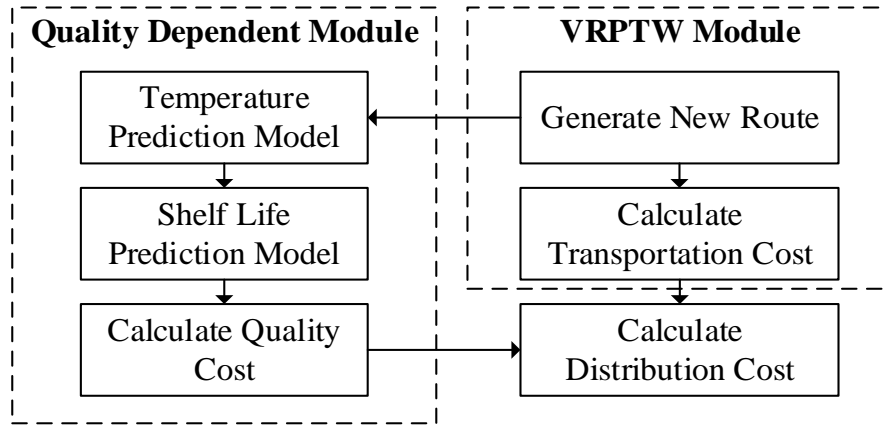 Quality Dependent Module
Temperature
Prediction Model
Shelf Life
Prediction Model
Calculate Quality
Cost
VRPTW Module
Generate New Route
Calculate
Transportation Cost
Calculate
Distribution Cost